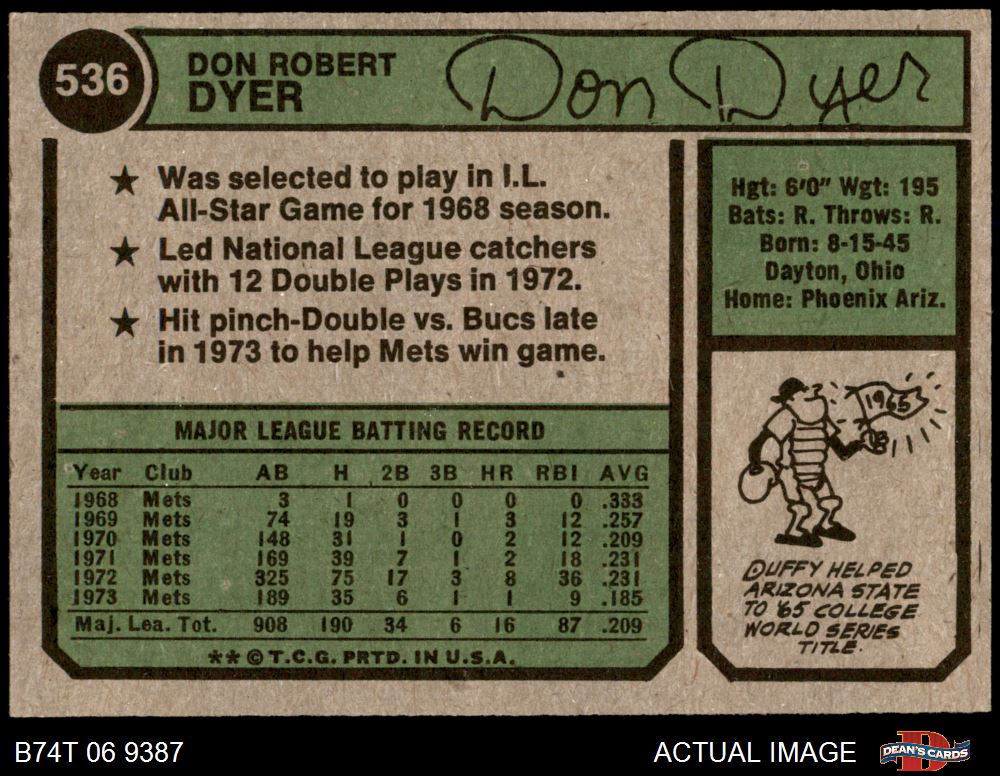 536
DON ROBERT
DYER
Don Dyer
★ Was selected to play in I.L.
All-Star Game for 1968 season.
★ Led National League catchers
with 12 Double Plays in 1972.
★ Hit pinch-Double vs. Bucs late
in 1973 to help Mets win game.
Hgt: 6'0" Wgt: 195
Bats: R. Throws: R.
Born: 8-15-45
Dayton, Ohio
Home: Phoenix Ariz.
MAJOR LEAGUE BATTING RECORD
Year Club AB H 2B 3B HR RBI AVG
1968 Mets 3 1 0 0 0 0 .333
1969 Mets 74 19 3 1 3 12 .257
1970 Mets 148 31 1 0 2 12 .209
1971 Mets 169 39 7 1 2 18 .231
1972 Mets 325 75 17 3 8 36 .231
1973 Mets 189 35 6 1 1 9 .185
Maj. Lea. Tot. 908 190 34 6 16 87 .209
** © T.C.G. PRTD. IN U.S.A.
1965
DUFFY HELPED
ARIZONA STATE
TO '65 COLLEGE
WORLD SERIES
TITLE.
B74T 06 9387
ACTUAL IMAGE
DEAN'S CARDS